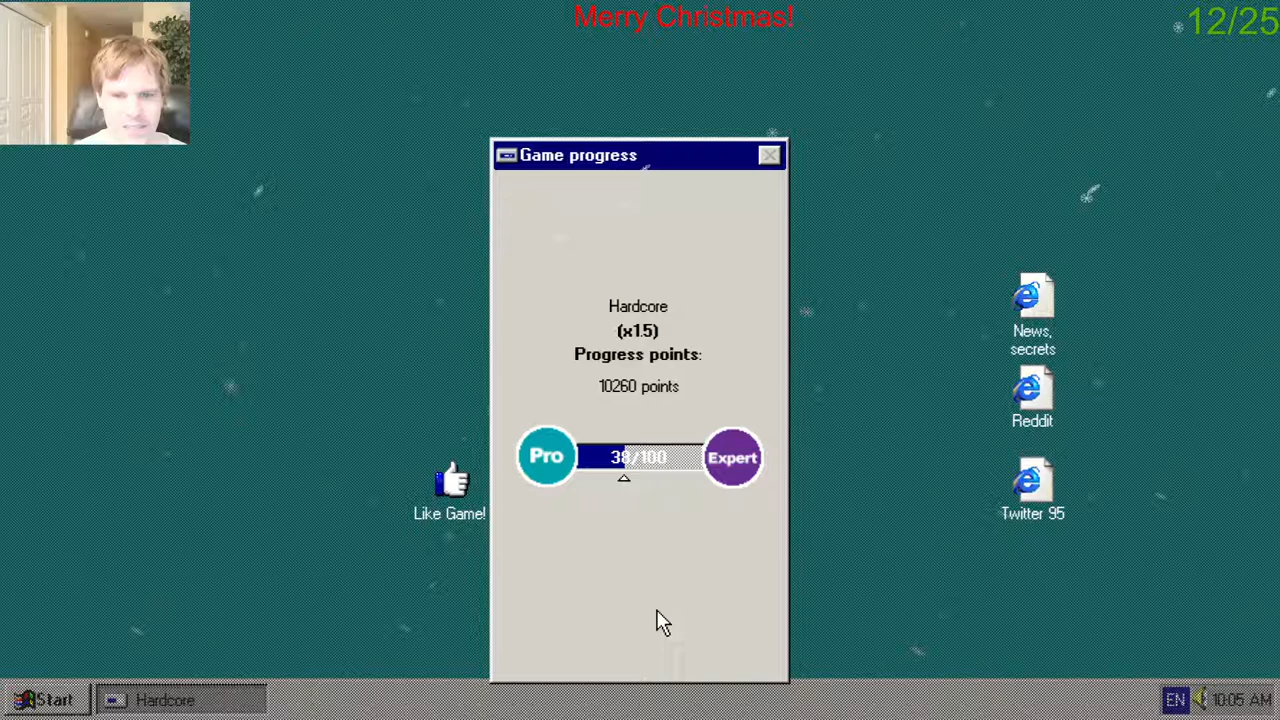 Merry Christmas!
12/25
Game progress
Hardcore
(x1.5)
Progress points:
10260 points
Pro
38/100
Expert
Like Game!
News,
secrets
Reddit
Twitter 95
Start
Hardcore
EN
10:05 AM